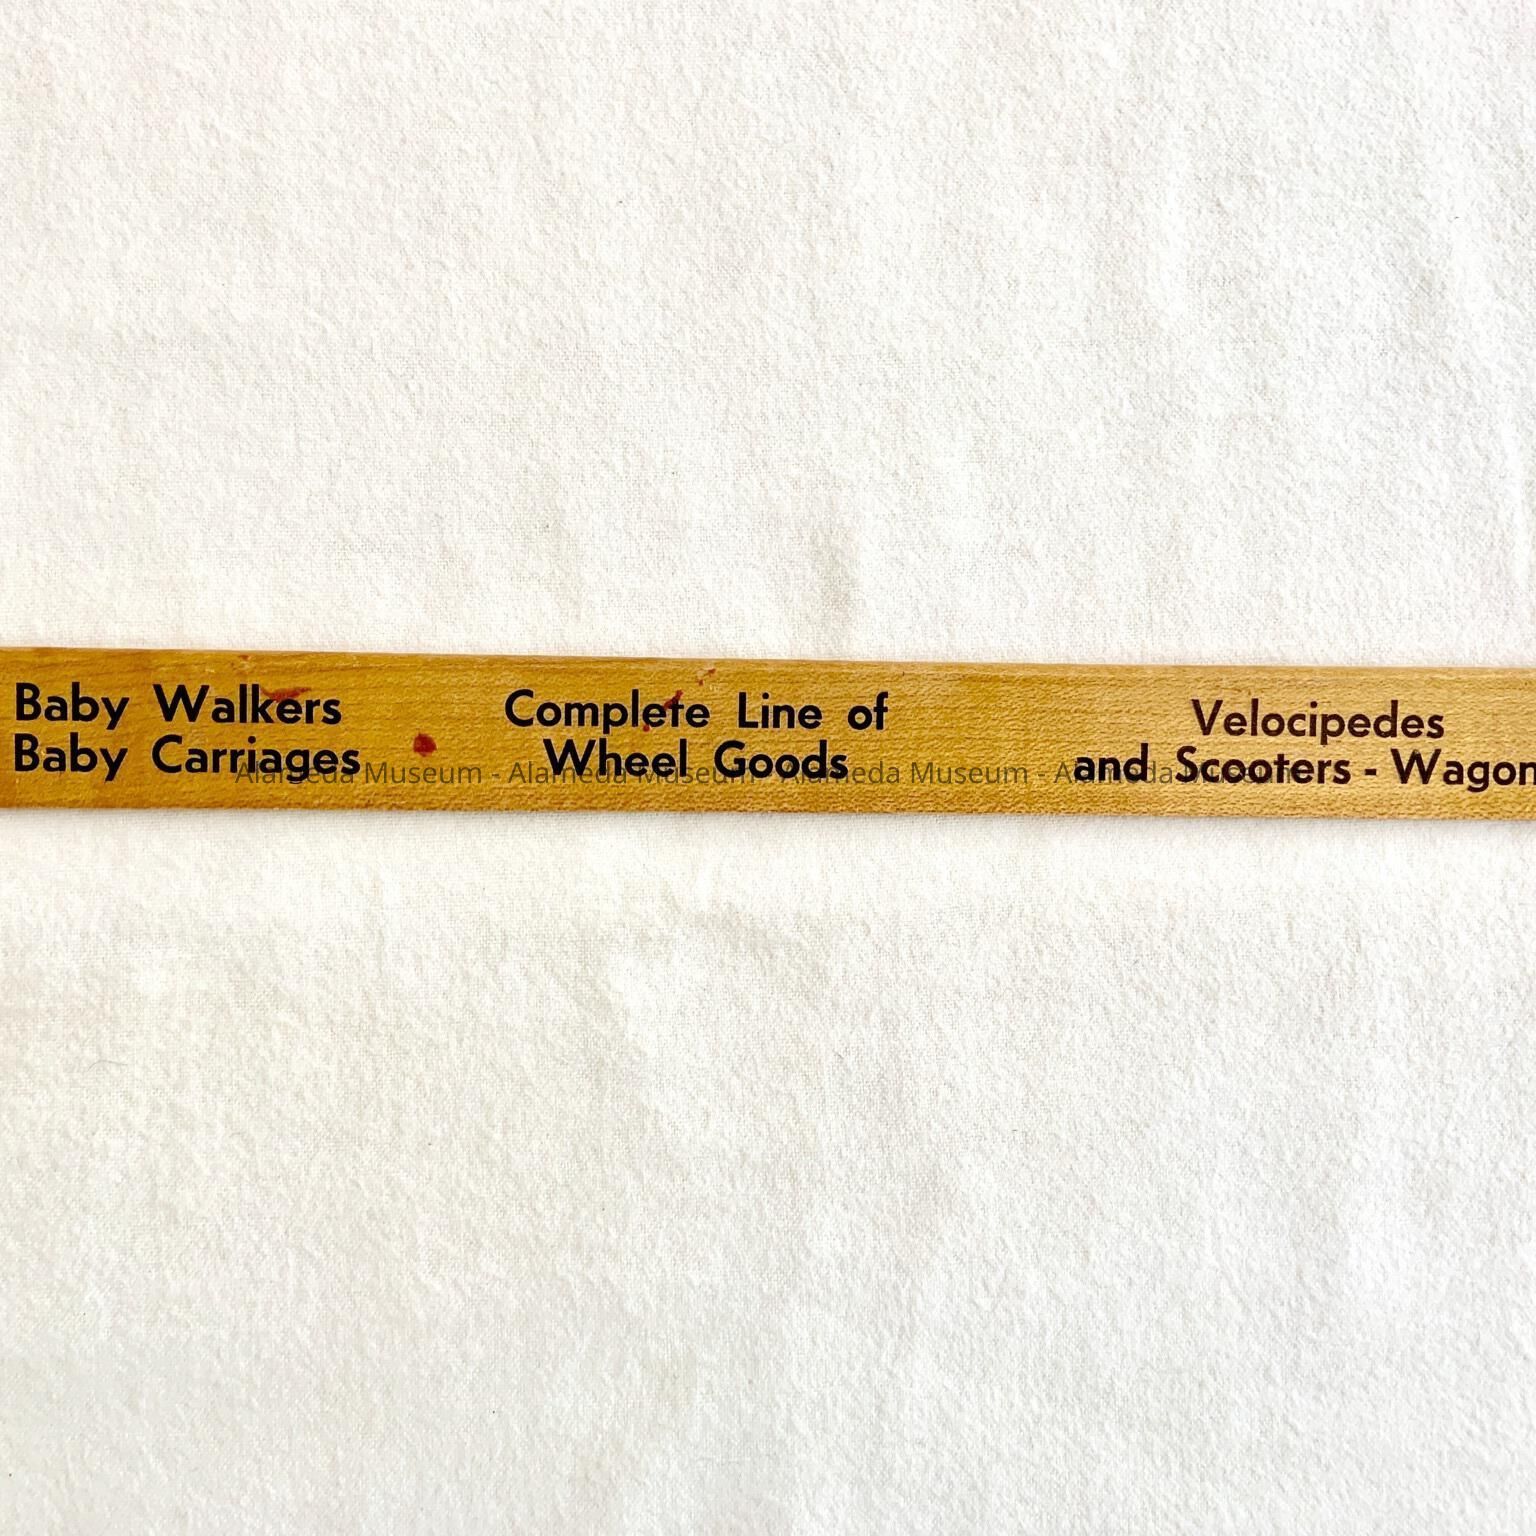 Baby Walkers
Baby Carriages
Complete Line of
Wheel Goods
Velocipedes
and Scooters - Wagon
Alameda Museum - Alameda Museum - Alameda Museum - Alameda Museum